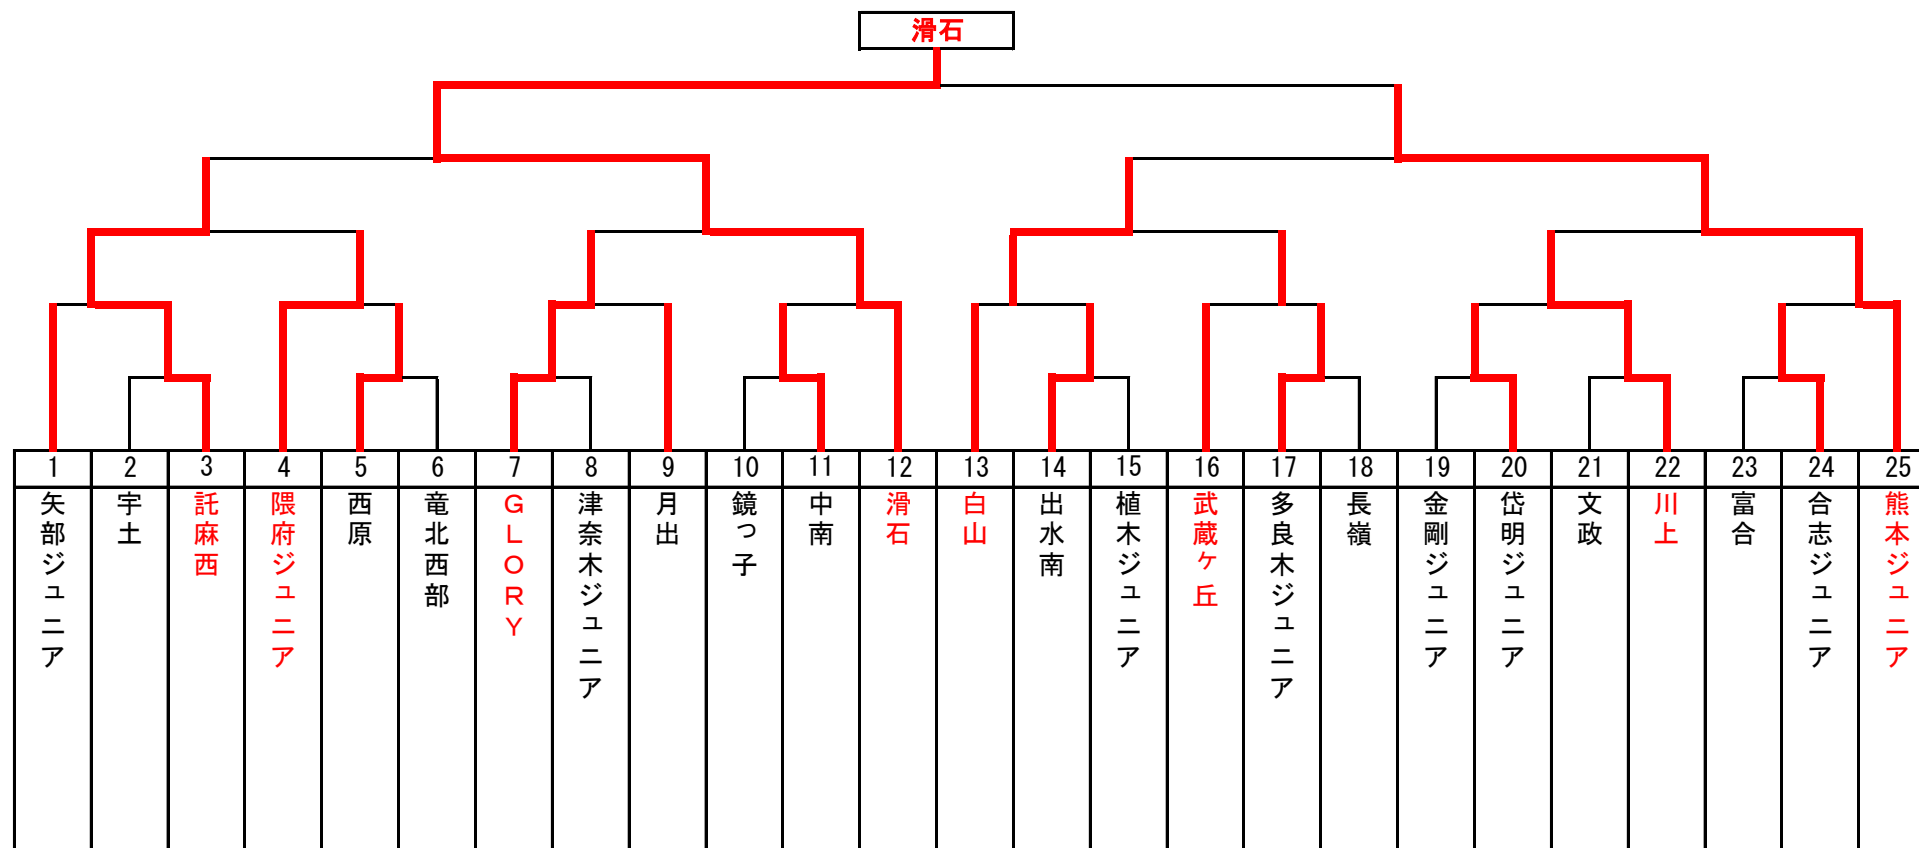 滑石
1 2 3 4 5 6 7 8 9 10 11 12 13 14 15 16 17 18 19 20 21 22 23 24 25
矢部ジュニア
宇土
託麻西
隈府ジュニア
西原
竜北西部
GLORY
津奈木ジュニア
月出
鏡っ子
中南
滑石
白山
出水南
植木ジュニア
武蔵ヶ丘
多良木ジュニア
長嶺
金剛ジュニア
岱明ジュニア
文政
川上
富合
合志ジュニア
熊本ジュニア